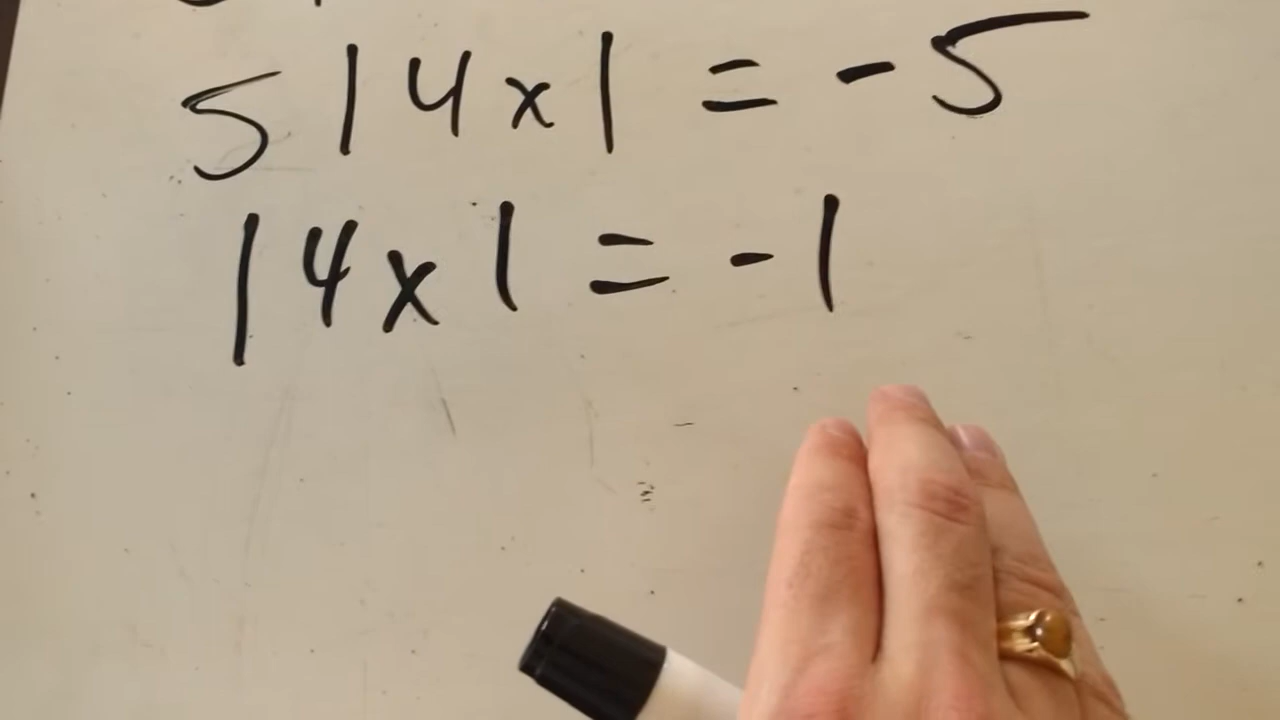 5|4x| = -5
|4x| = -1